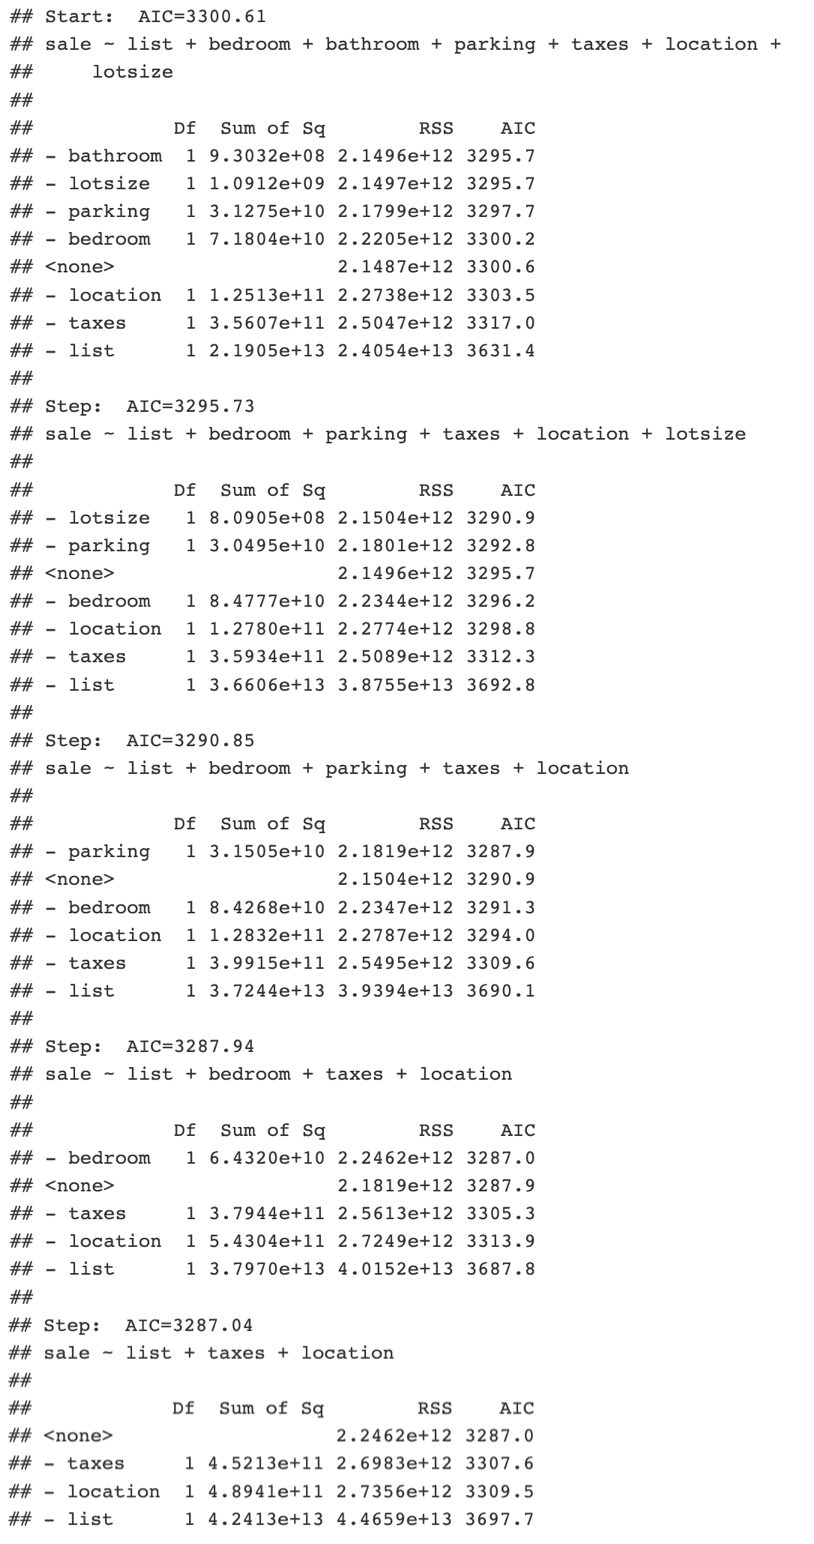 ## Start:  AIC=3300.61
## sale ~ list + bedroom + bathroom + parking + taxes + location +
##     lotsize
##
##            Df  Sum of Sq        RSS    AIC
## - bathroom  1 9.3032e+08 2.1496e+12 3295.7
## - lotsize   1 1.0912e+09 2.1497e+12 3295.7
## - parking   1 3.1275e+10 2.1799e+12 3297.7
## - bedroom   1 7.1804e+10 2.2205e+12 3300.2
## <none>                   2.1487e+12 3300.6
## - location  1 1.2513e+11 2.2738e+12 3303.5
## - taxes     1 3.5607e+11 2.5047e+12 3317.0
## - list      1 2.1905e+13 2.4054e+13 3631.4
##
## Step:  AIC=3295.73
## sale ~ list + bedroom + parking + taxes + location + lotsize
##
##            Df  Sum of Sq        RSS    AIC
## - lotsize   1 8.0905e+08 2.1504e+12 3290.9
## - parking   1 3.0495e+10 2.1801e+12 3292.8
## <none>                   2.1496e+12 3295.7
## - bedroom   1 8.4777e+10 2.2344e+12 3296.2
## - location  1 1.2780e+11 2.2774e+12 3298.8
## - taxes     1 3.5934e+11 2.5089e+12 3312.3
## - list      1 3.6606e+13 3.8755e+13 3692.8
##
## Step:  AIC=3290.85
## sale ~ list + bedroom + parking + taxes + location
##
##            Df  Sum of Sq        RSS    AIC
## - parking   1 3.1505e+10 2.1819e+12 3287.9
## <none>                   2.1504e+12 3290.9
## - bedroom   1 8.4268e+10 2.2347e+12 3291.3
## - location  1 1.2832e+11 2.2787e+12 3294.0
## - taxes     1 3.9915e+11 2.5495e+12 3309.6
## - list      1 3.7244e+13 3.9394e+13 3690.1
##
## Step:  AIC=3287.94
## sale ~ list + bedroom + taxes + location
##
##            Df  Sum of Sq        RSS    AIC
## - bedroom   1 6.4320e+10 2.2462e+12 3287.0
## <none>                   2.1819e+12 3287.9
## - taxes     1 3.7944e+11 2.5613e+12 3305.3
## - location  1 5.4304e+11 2.7249e+12 3313.9
## - list      1 3.7970e+13 4.0152e+13 3687.8
##
## Step:  AIC=3287.04
## sale ~ list + taxes + location
##
##            Df  Sum of Sq        RSS    AIC
## <none>                   2.2462e+12 3287.0
## - taxes     1 4.5213e+11 2.6983e+12 3307.6
## - location  1 4.8941e+11 2.7356e+12 3309.5
## - list      1 4.2413e+13 4.4659e+13 3697.7